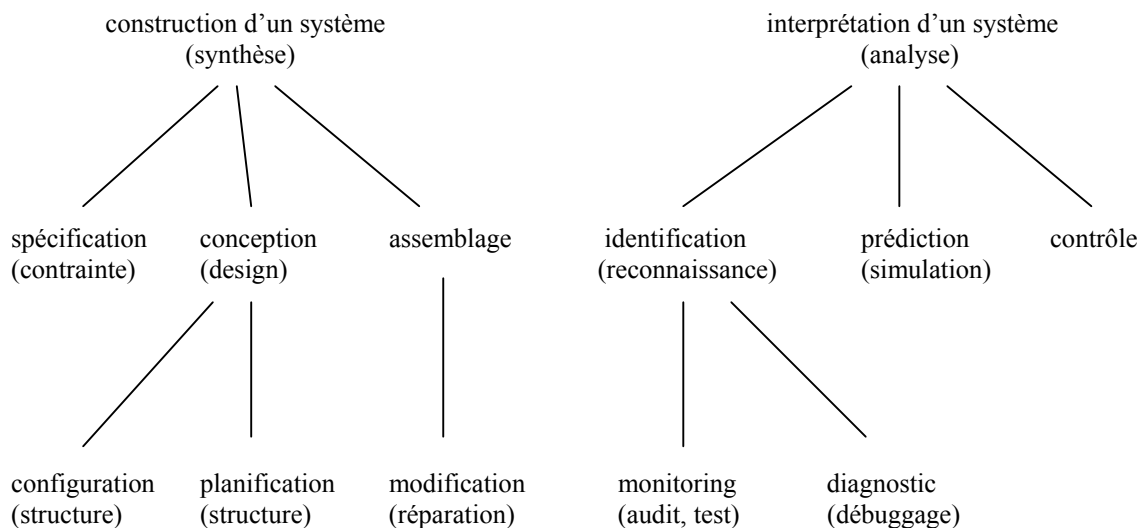 construction d’un système
(synthèse)
interprétation d’un système
(analyse)
spécification
(contrainte)
conception
(design)
assemblage
identification
(reconnaissance)
prédiction
(simulation)
contrôle
configuration
(structure)
planification
(structure)
modification
(réparation)
monitoring
(audit, test)
diagnostic
(débuggage)